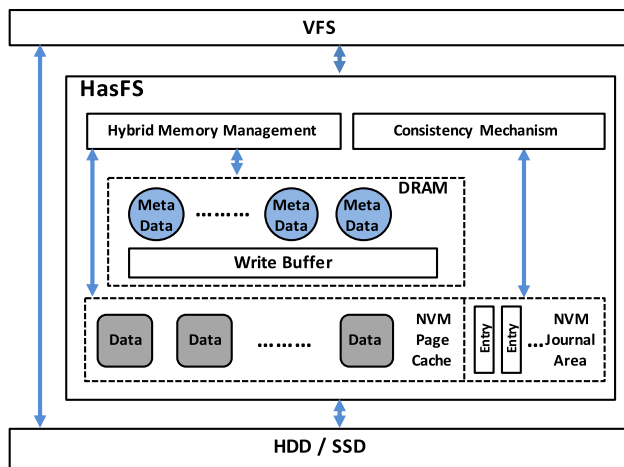 VFS
HasFS
Hybrid Memory Management
Consistency Mechanism
DRAM
Meta
Data
.........
Meta
Data
Meta
Data
Write Buffer
Data
Data
.........
Data
NVM
Page
Cache
Entry
Entry
...
NVM
Journal
Area
HDD / SSD